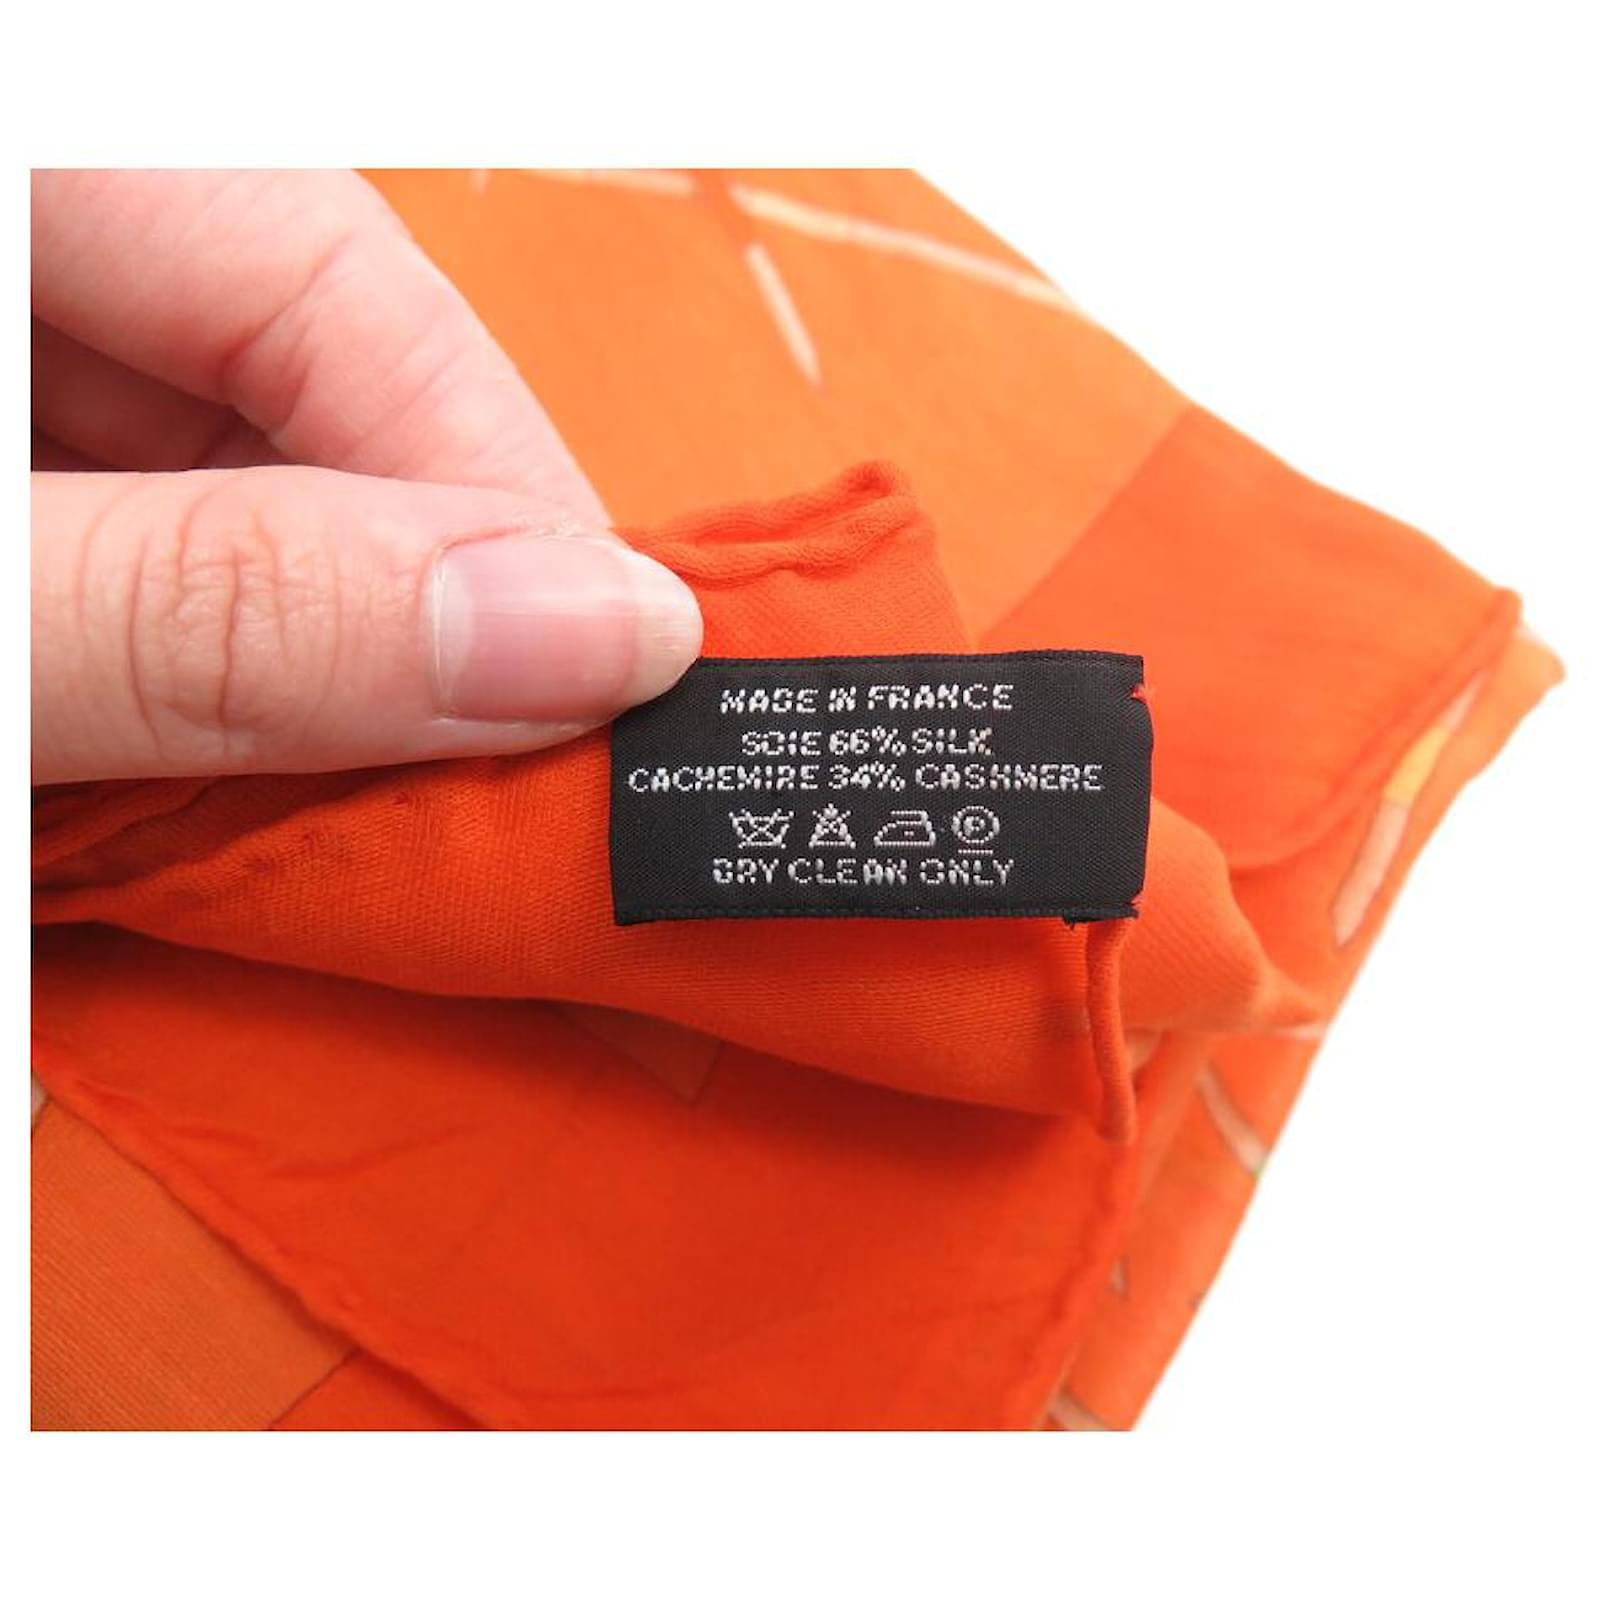 MADE IN FRANCE
SOIE 66% SILK
CACHEMIRE 34% CASHMERE
P
DRY CLEAN ONLY